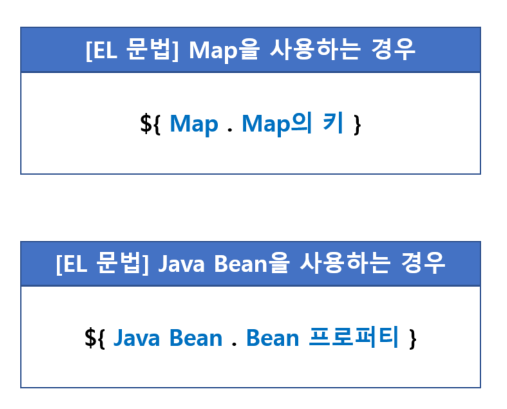 [EL 문법] Map을 사용하는 경우
${ Map . Map의 키 }
[EL 문법] Java Bean을 사용하는 경우
${ Java Bean . Bean 프로퍼티 }